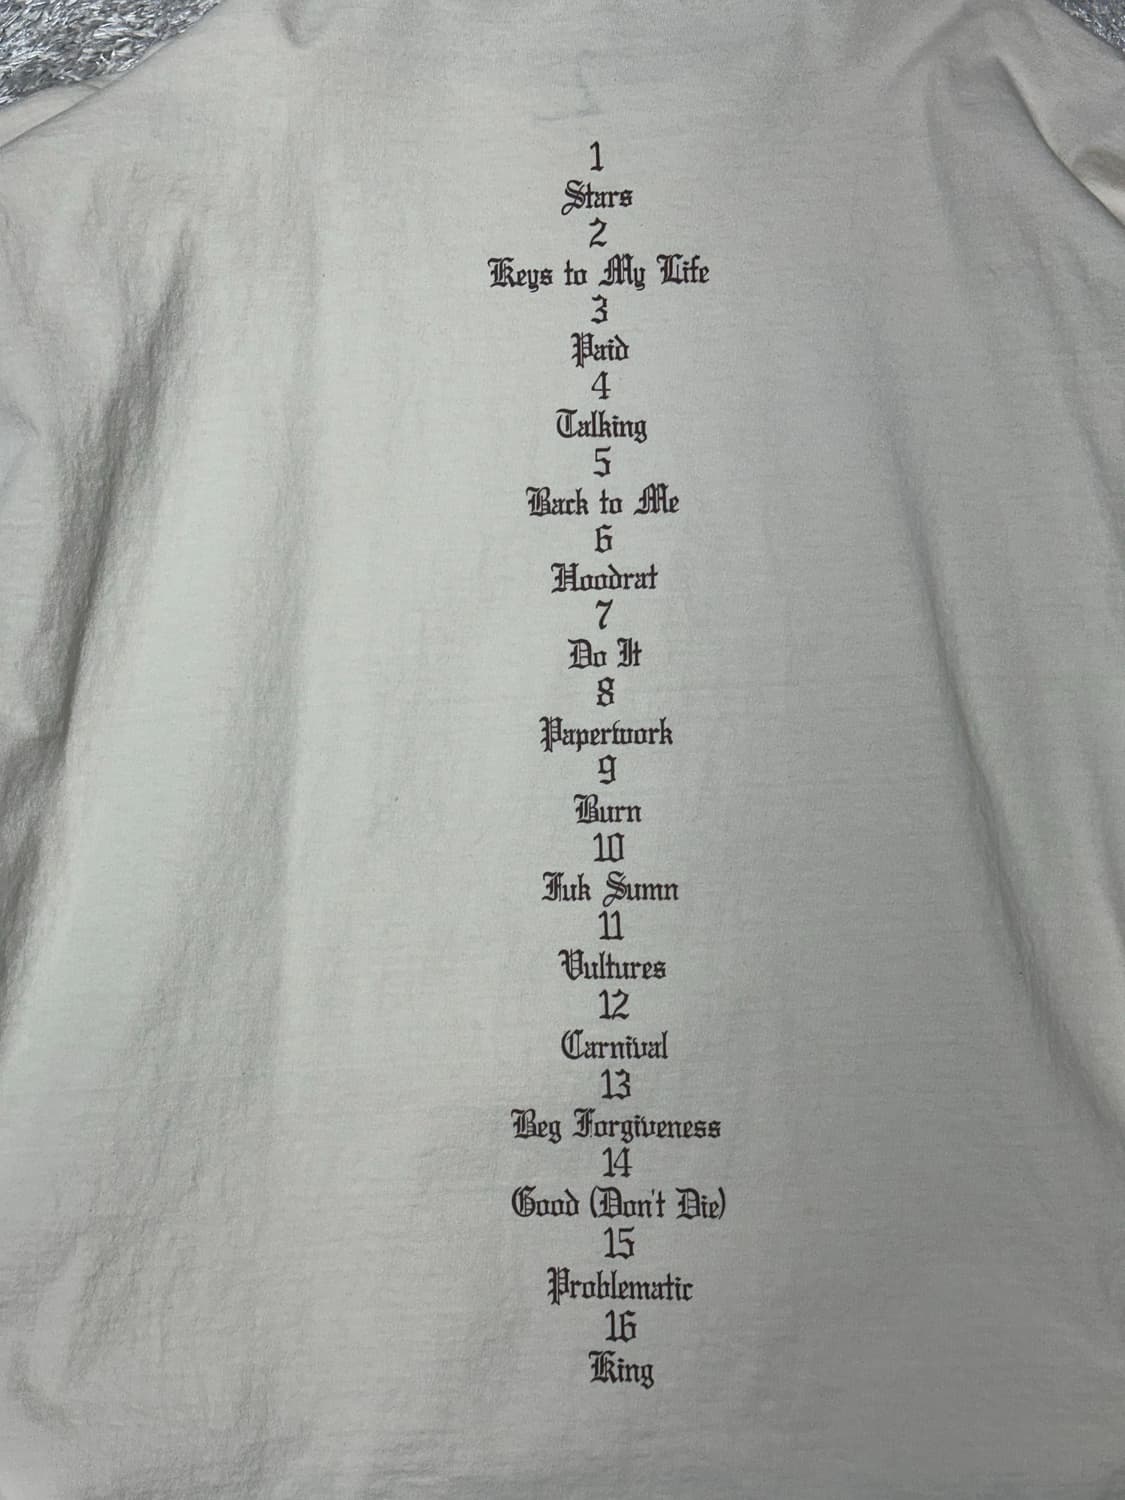 1
Stars
2
Keys to My Life
3
Paid
4
Talking
5
Back to Me
6
Hoodrat
7
Do It
8
Paperwork
9
Burn
10
Fuk Sumn
11
Vultures
12
Carnival
13
Beg Forgiveness
14
Good (Don't Die)
15
Problematic
16
King